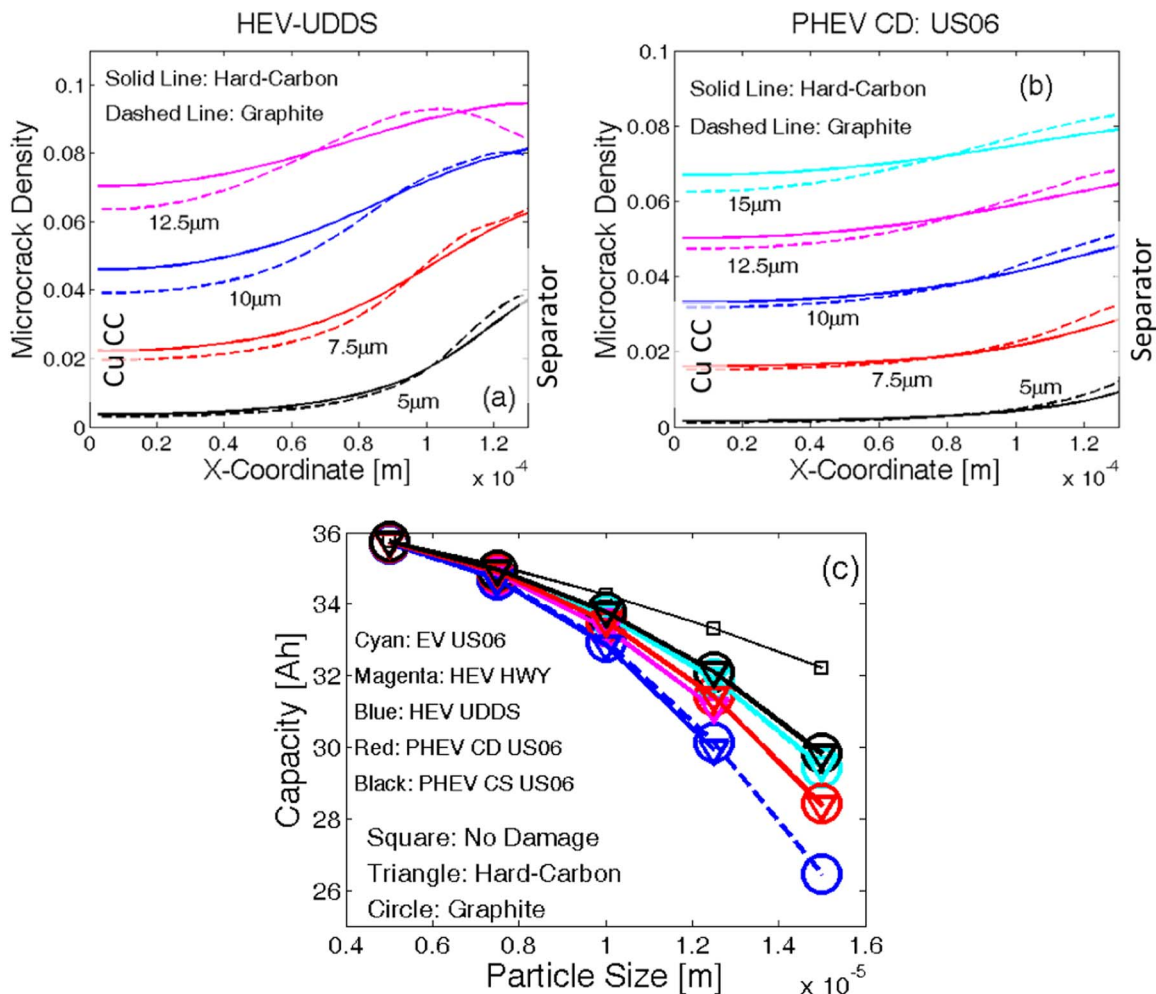 HEV-UDDS
0.1
Solid Line: Hard-Carbon
Dashed Line: Graphite
0.08
0.06
0.04
0.02
0
Microcrack Density
12.5μm
10μm
7.5μm
5μm
(a)
Cu CC
Separator
0 0.2 0.4 0.6 0.8 1 1.2
X-Coordinate [m]
x 10⁻⁴
PHEV CD: US06
0.1
Solid Line: Hard-Carbon
(b)
Dashed Line: Graphite
0.08
0.06
0.04
0.02
0
Microcrack Density
15μm
12.5μm
10μm
7.5μm
5μm
Cu CC
Separator
0 0.2 0.4 0.6 0.8 1 1.2
X-Coordinate [m]
x 10⁻⁴
36
34
32
30
28
26
Capacity [Ah]
(c)
Cyan: EV US06
Magenta: HEV HWY
Blue: HEV UDDS
Red: PHEV CD US06
Black: PHEV CS US06
Square: No Damage
Triangle: Hard-Carbon
Circle: Graphite
0.4 0.6 0.8 1 1.2 1.4 1.6
Particle Size [m]
x 10⁻⁵